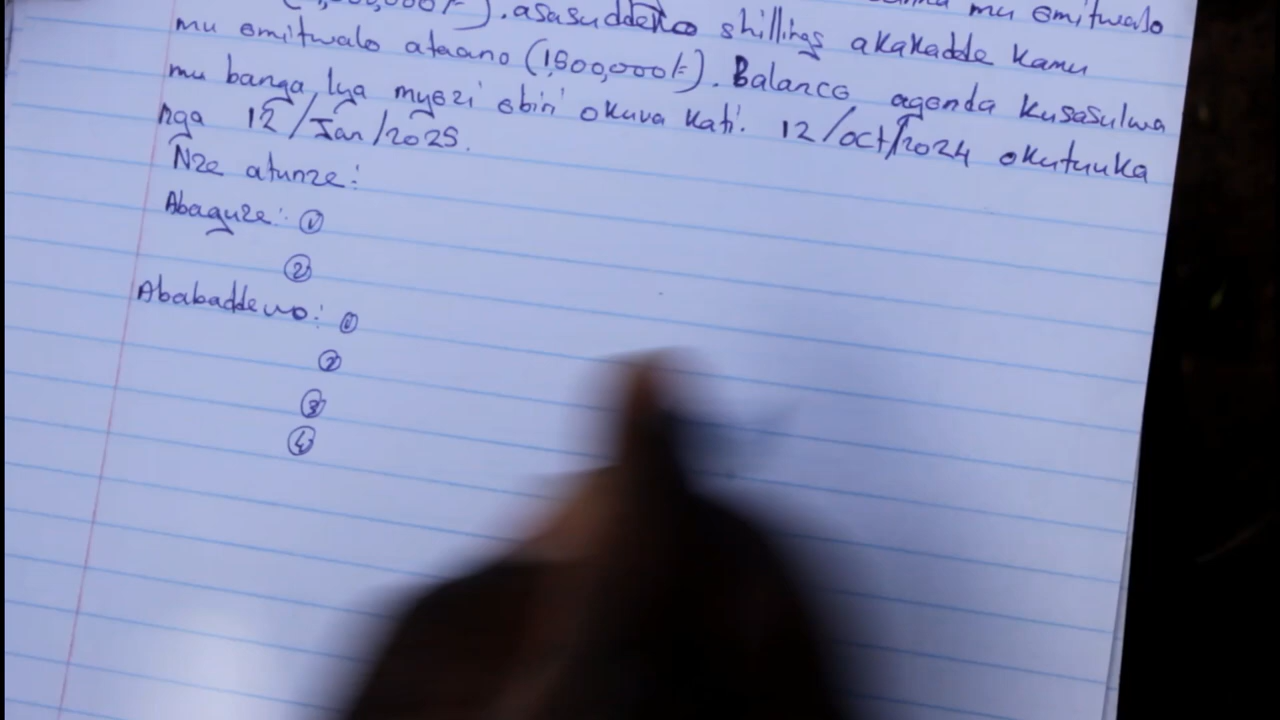 mu emitwalo
). asasuddeko shillings akakadde kamu
mu emitwalo ataano (1,500,000/=). Balance agenda kusasulwa
mu banga lya myezi ebiri okuva kati. 12/oct/2024 okutuuka
nga 12/Jan/2025.
Nze atunze:
Abaguze: ①
②
Ababaddewo: ①
②
③
④